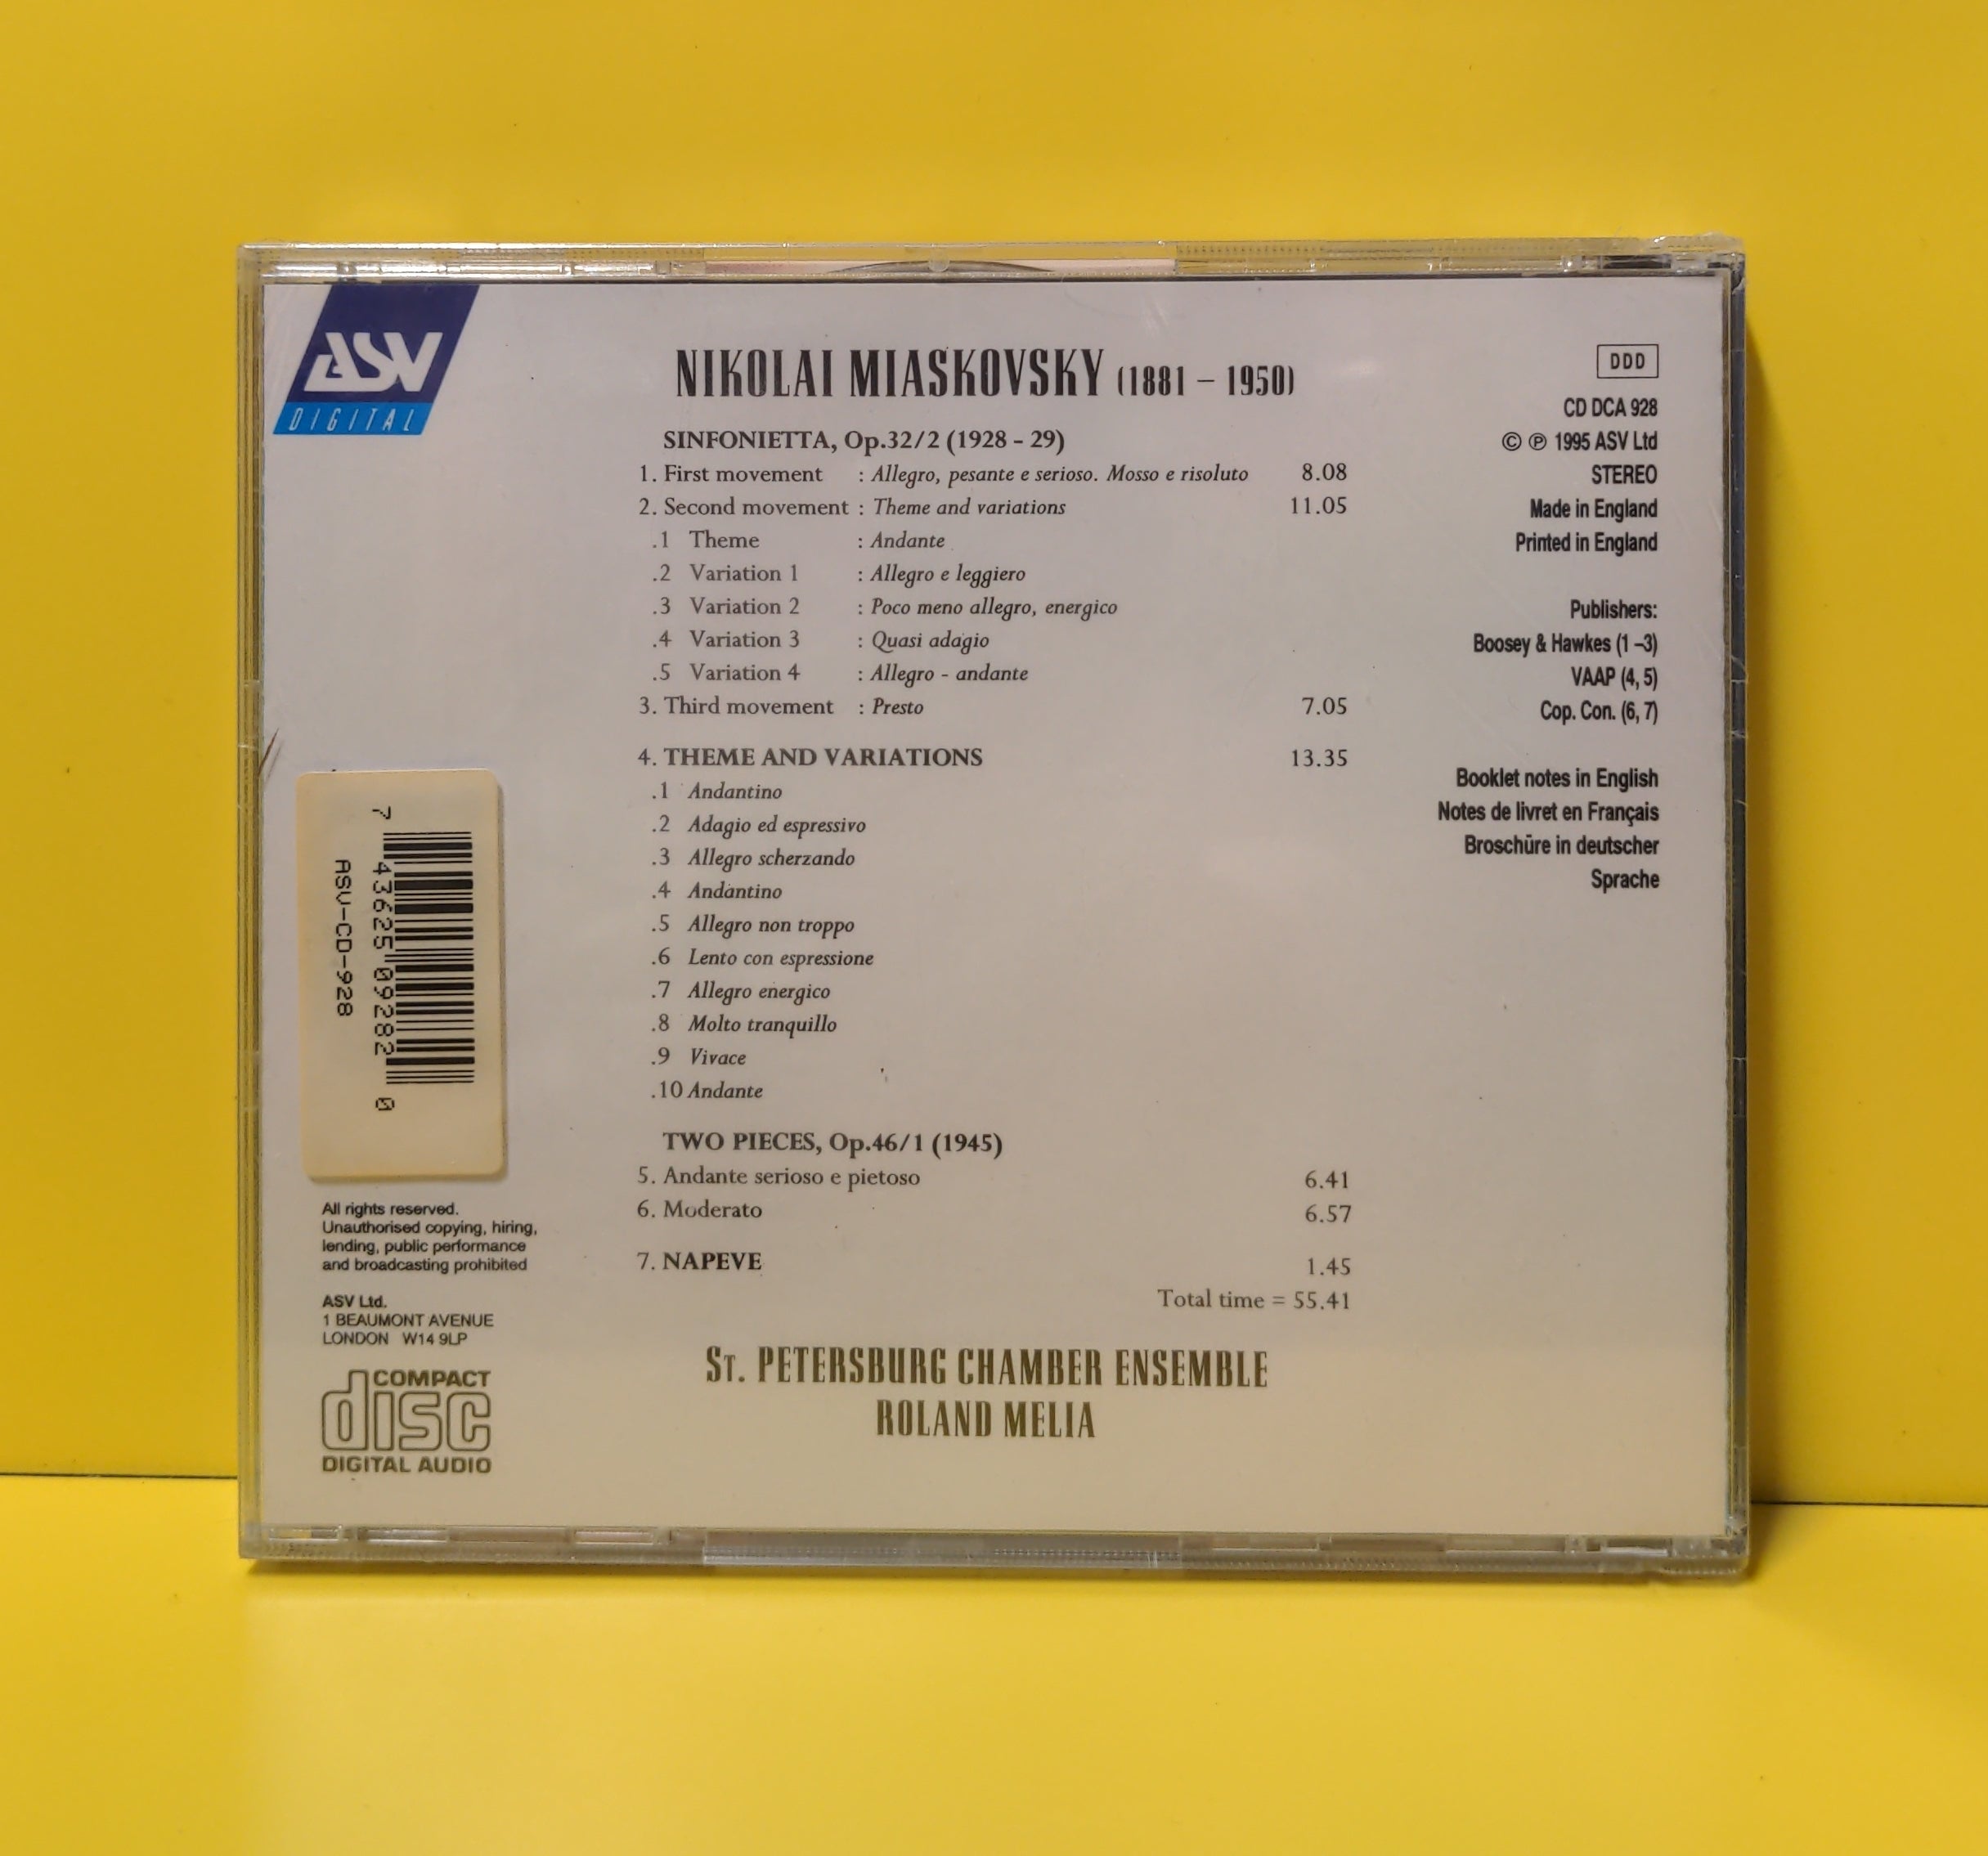 ASV
DIGITAL
NIKOLAI MIASKOVSKY (1881 – 1950)
SINFONIETTA, Op.32/2 (1928 - 29)
1. First movement : Allegro, pesante e serioso. Mosso e risoluto 8.08
2. Second movement : Theme and variations 11.05
.1 Theme : Andante
.2 Variation 1 : Allegro e leggiero
.3 Variation 2 : Poco meno allegro, energico
.4 Variation 3 : Quasi adagio
.5 Variation 4 : Allegro - andante
3. Third movement : Presto 7.05
4. THEME AND VARIATIONS 13.35
.1 Andantino
.2 Adagio ed espressivo
.3 Allegro scherzando
.4 Andantino
.5 Allegro non troppo
.6 Lento con espressione
.7 Allegro energico
.8 Molto tranquillo
.9 Vivace
.10 Andante
TWO PIECES, Op.46/1 (1945)
5. Andante serioso e pietoso 6.41
6. Moderato 6.57
7. NAPEVE 1.45
Total time = 55.41
ST. PETERSBURG CHAMBER ENSEMBLE
ROLAND MELIA
DDD
CD DCA 928
© ℗ 1995 ASV Ltd
STEREO
Made in England
Printed in England
Publishers:
Boosey & Hawkes (1 –3)
VAAP (4, 5)
Cop. Con. (6, 7)
Booklet notes in English
Notes de livret en Français
Broschüre in deutscher
Sprache
7 43625 09282 0
ASV-CD-928
All rights reserved.
Unauthorised copying, hiring,
lending, public performance
and broadcasting prohibited
ASV Ltd.
1 BEAUMONT AVENUE
LONDON W14 9LP
COMPACT
disc
DIGITAL AUDIO